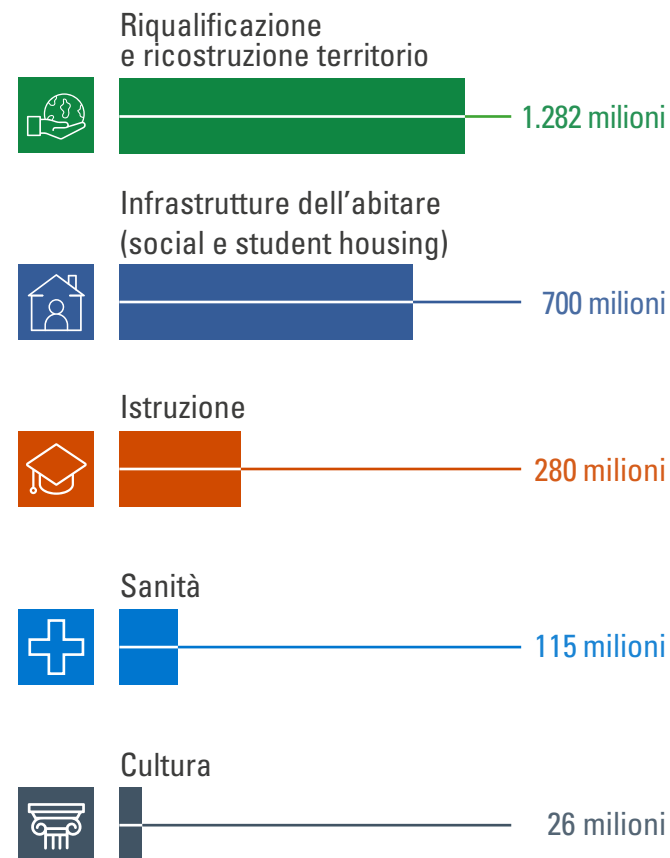 Riqualificazione
e ricostruzione territorio
1.282 milioni
Infrastrutture dell’abitare
(social e student housing)
700 milioni
Istruzione
280 milioni
Sanità
115 milioni
Cultura
26 milioni